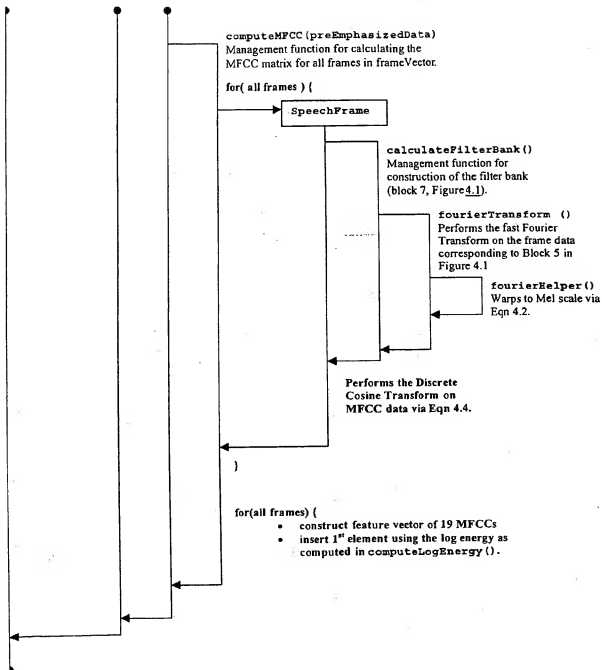 computeMFCC(preEmphasizedData)
Management function for calculating the
MFCC matrix for all frames in frameVector.
for( all frames ) {
SpeechFrame
calculateFilterBank()
Management function for
construction of the filter bank
(block 7, Figure 4.1).
fourierTransform ()
Performs the fast Fourier
Transform on the frame data
corresponding to Block 5 in
Figure 4.1
fourierHelper()
Warps to Mel scale via
Eqn 4.2.
Performs the Discrete
Cosine Transform on
MFCC data via Eqn 4.4.
}
for(all frames) {
• construct feature vector of 19 MFCCs
• insert 1st element using the log energy as
computed in computeLogEnergy().